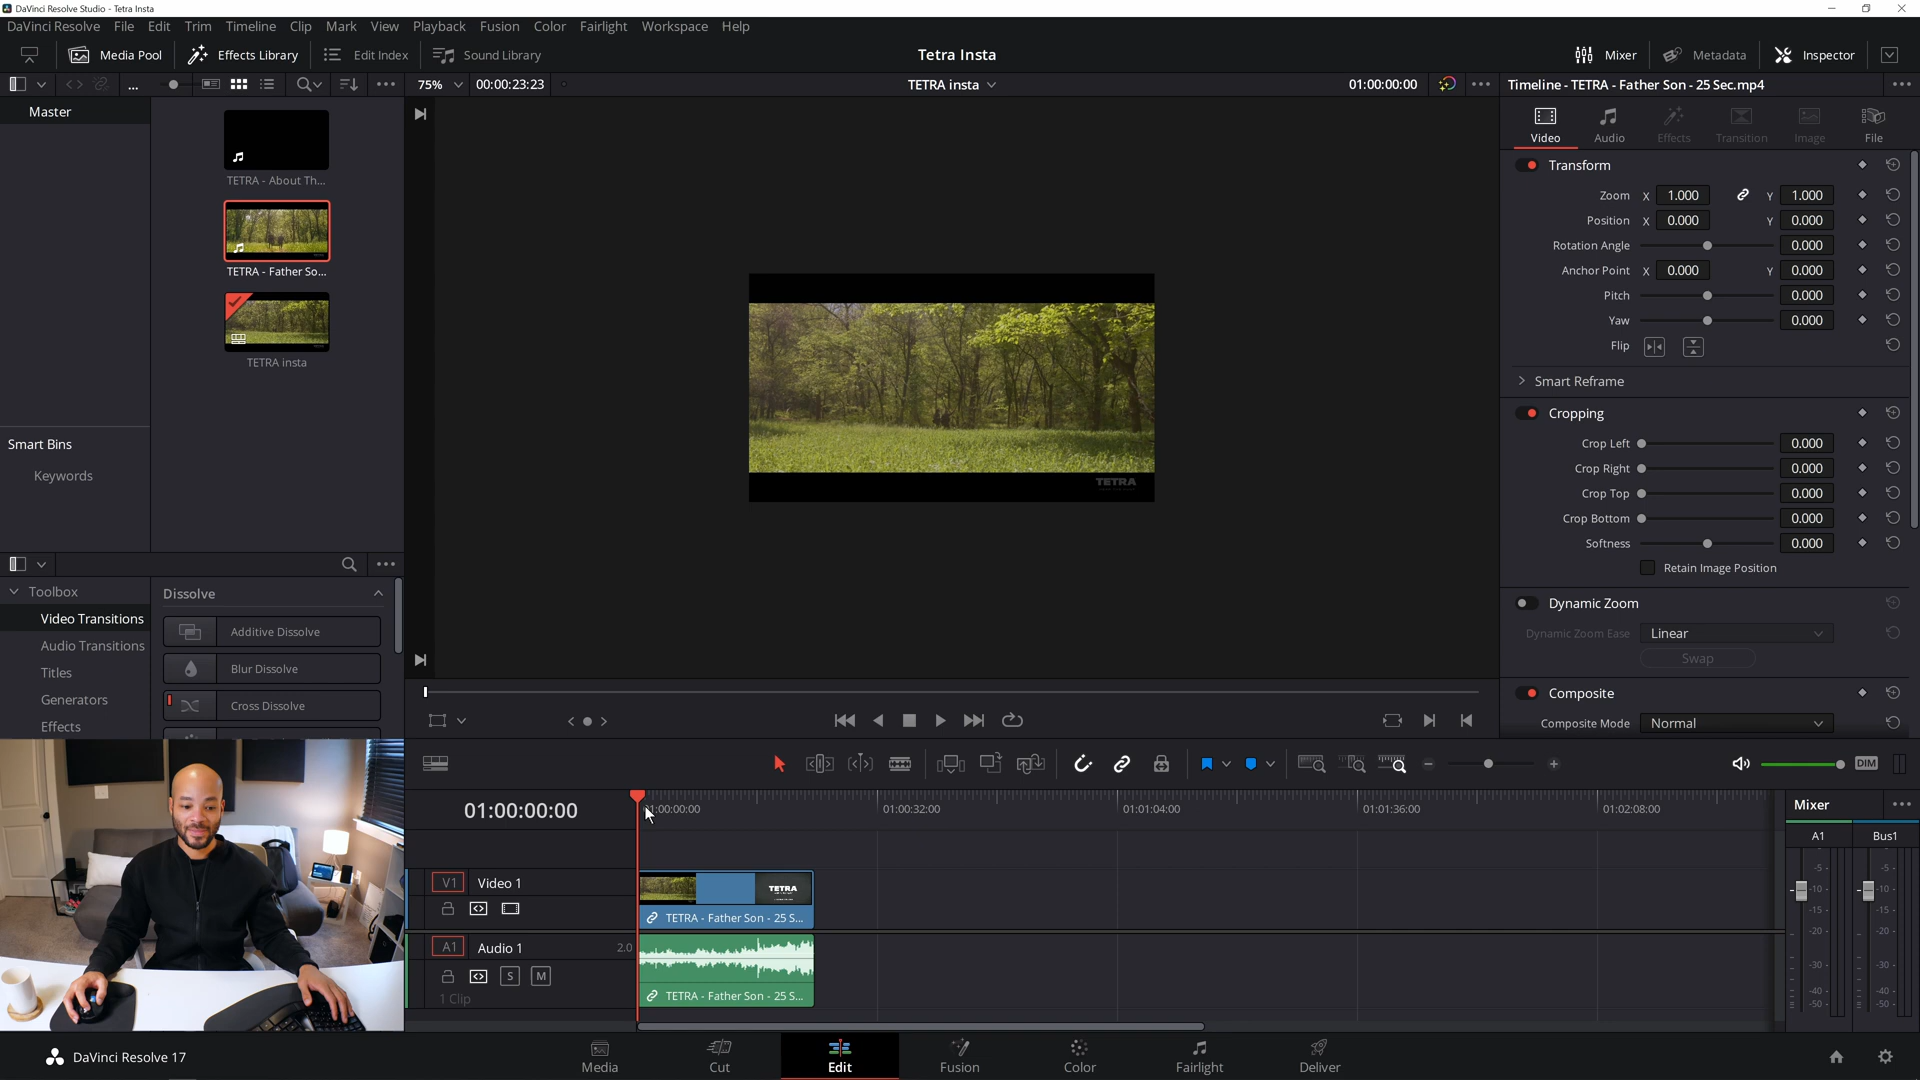 DaVinci Resolve Studio - Tetra Insta
DaVinci Resolve File Edit Trim Timeline Clip Mark View Playback Fusion Color Fairlight Workspace Help
Media Pool Effects Library Edit Index Sound Library Tetra Insta Mixer Metadata Inspector
75% 00:00:23:23 TETRA insta 01:00:00:00 Timeline - TETRA - Father Son - 25 Sec.mp4
Master
TETRA - About Th...
TETRA - Father So...
TETRA insta
Smart Bins
Keywords
Toolbox
Video Transitions
Audio Transitions
Titles
Generators
Effects
Dissolve
Additive Dissolve
Blur Dissolve
Cross Dissolve
TETRA
Video Audio Effects Transition Image File
Transform
Zoom X 1.000 Y 1.000
Position X 0.000 Y 0.000
Rotation Angle 0.000
Anchor Point X 0.000 Y 0.000
Pitch 0.000
Yaw 0.000
Flip
Smart Reframe
Cropping
Crop Left 0.000
Crop Right 0.000
Crop Top 0.000
Crop Bottom 0.000
Softness 0.000
Retain Image Position
Dynamic Zoom
Dynamic Zoom Ease Linear
Swap
Composite
Composite Mode Normal
DIM
01:00:00:00
01:00:00:00 01:00:32:00 01:01:04:00 01:01:36:00 01:02:08:00
V1 Video 1
TETRA
TETRA - Father Son - 25 S...
A1 Audio 1 2.0
S M
1 Clip
TETRA - Father Son - 25 S...
Mixer
A1 Bus1
-5 -5
-10 -10
-15 -15
-20 -20
-30 -30
-40 -40
-50 -50
DaVinci Resolve 17
Media Cut Edit Fusion Color Fairlight Deliver